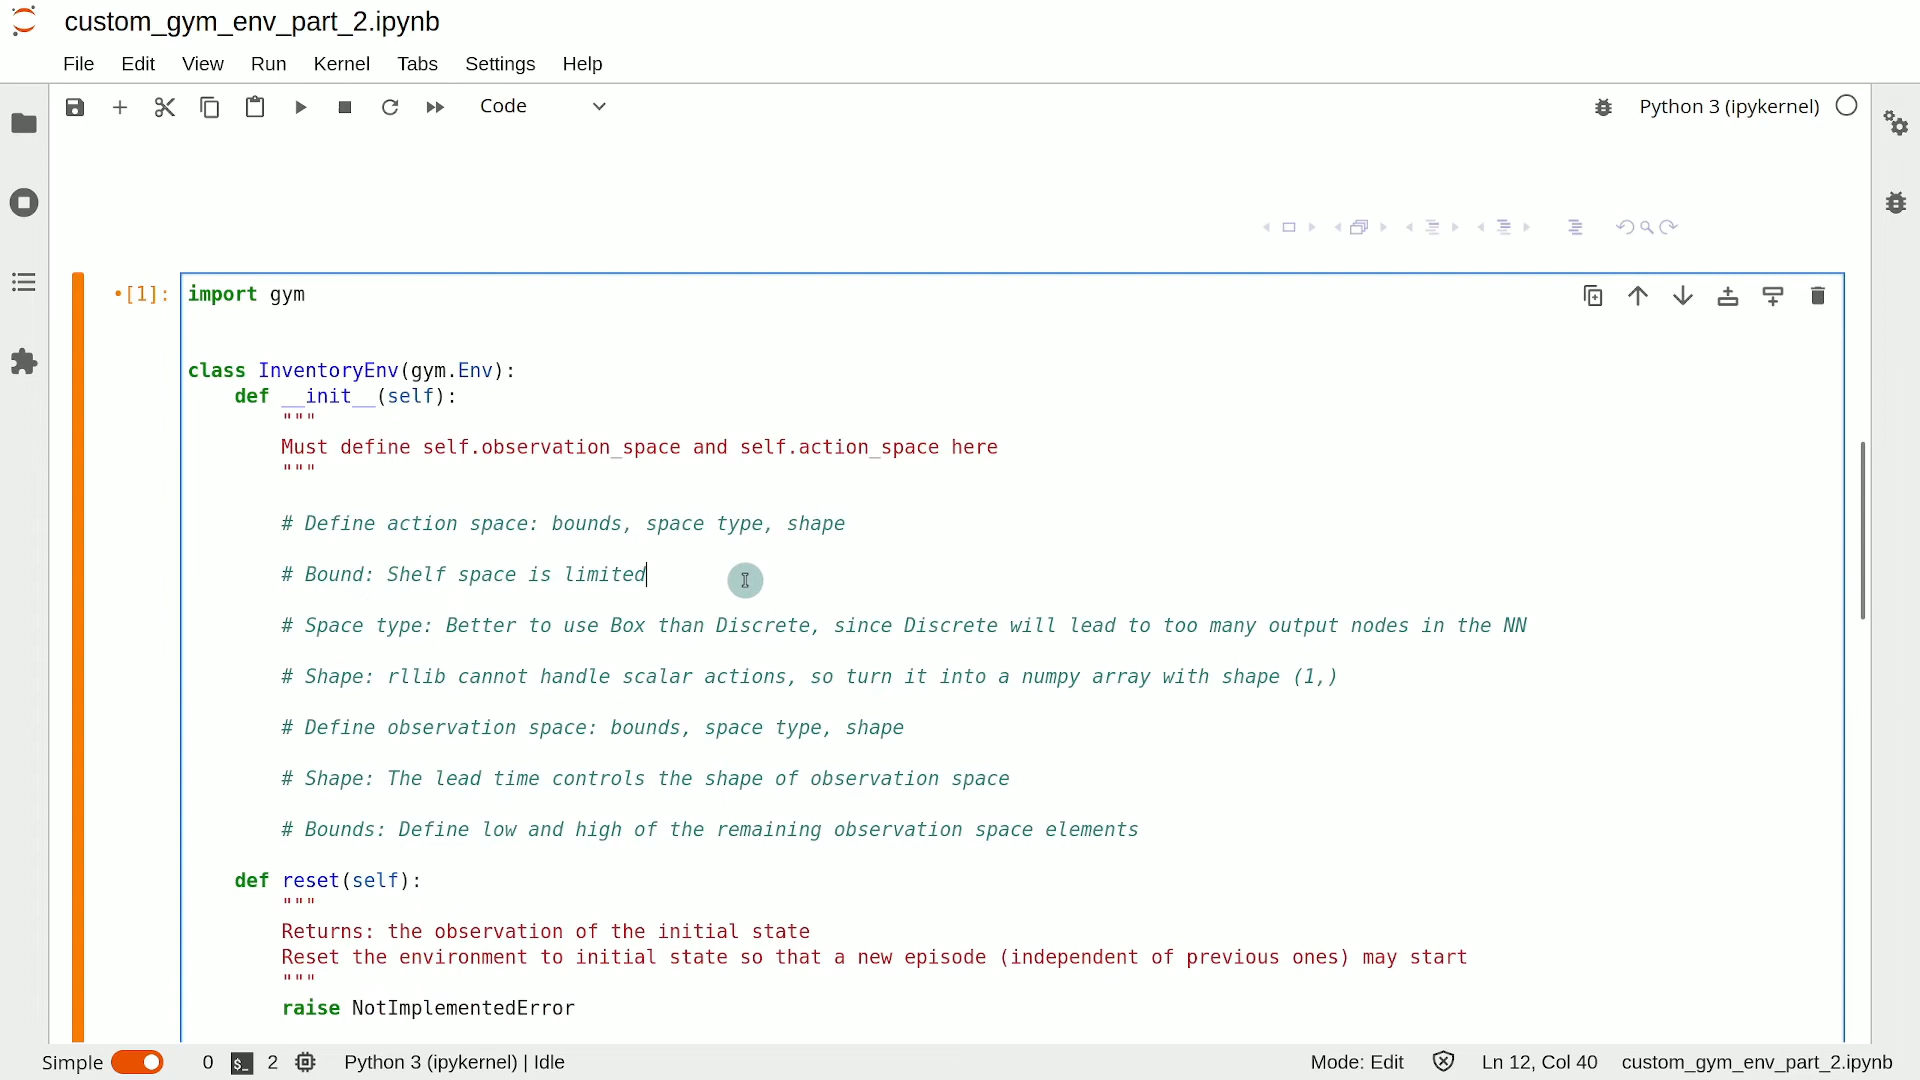 custom_gym_env_part_2.ipynb
File Edit View Run Kernel Tabs Settings Help
Code Python 3 (ipykernel)
•[1]: import gym
class InventoryEnv(gym.Env):
    def __init__(self):
        """
        Must define self.observation_space and self.action_space here
        """
        # Define action space: bounds, space type, shape
        # Bound: Shelf space is limited
        # Space type: Better to use Box than Discrete, since Discrete will lead to too many output nodes in the NN
        # Shape: rllib cannot handle scalar actions, so turn it into a numpy array with shape (1,)
        # Define observation space: bounds, space type, shape
        # Shape: The lead time controls the shape of observation space
        # Bounds: Define low and high of the remaining observation space elements
    def reset(self):
        """
        Returns: the observation of the initial state
        Reset the environment to initial state so that a new episode (independent of previous ones) may start
        """
        raise NotImplementedError
Simple 0 $_ 2 Python 3 (ipykernel) | Idle Mode: Edit Ln 12, Col 40 custom_gym_env_part_2.ipynb